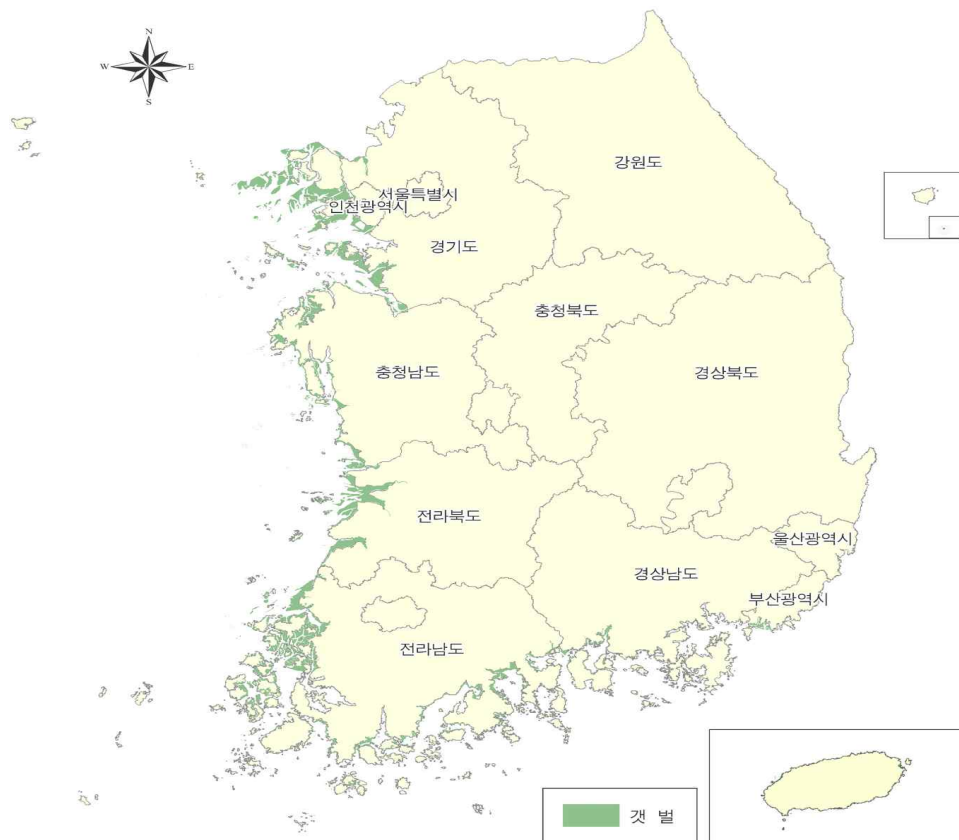 N
W E
S
강원도
서울특별시
인천광역시
경기도
충청북도
충청남도
경상북도
전라북도
울산광역시
경상남도
부산광역시
전라남도
갯 벌